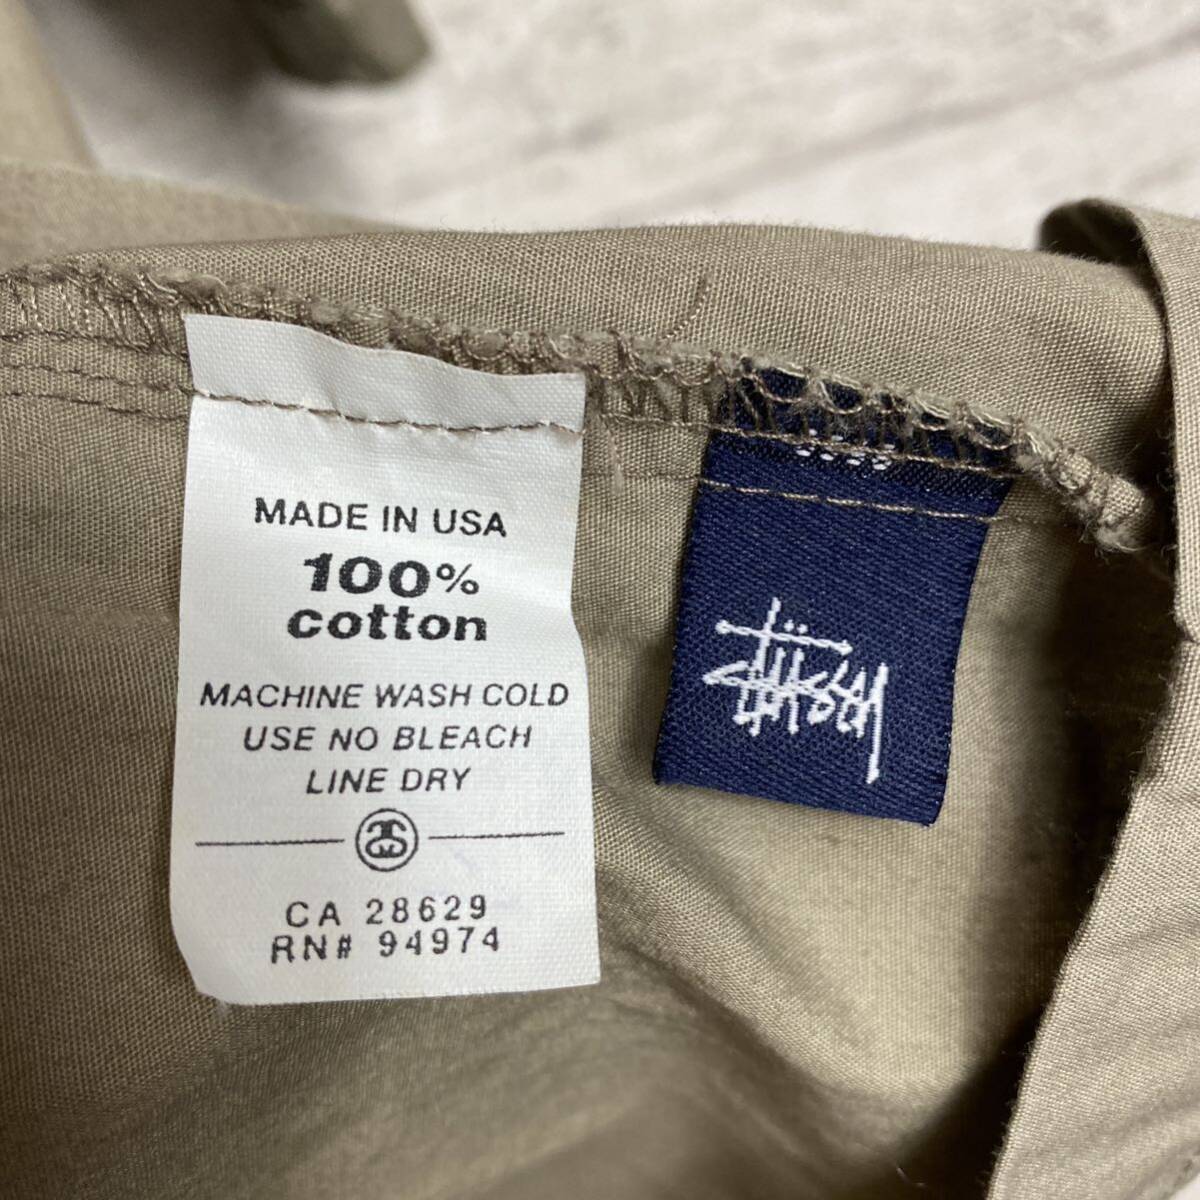 MADE IN USA
100%
cotton
MACHINE WASH COLD
USE NO BLEACH
LINE DRY
CA 28629
RN# 94974
Stüssy